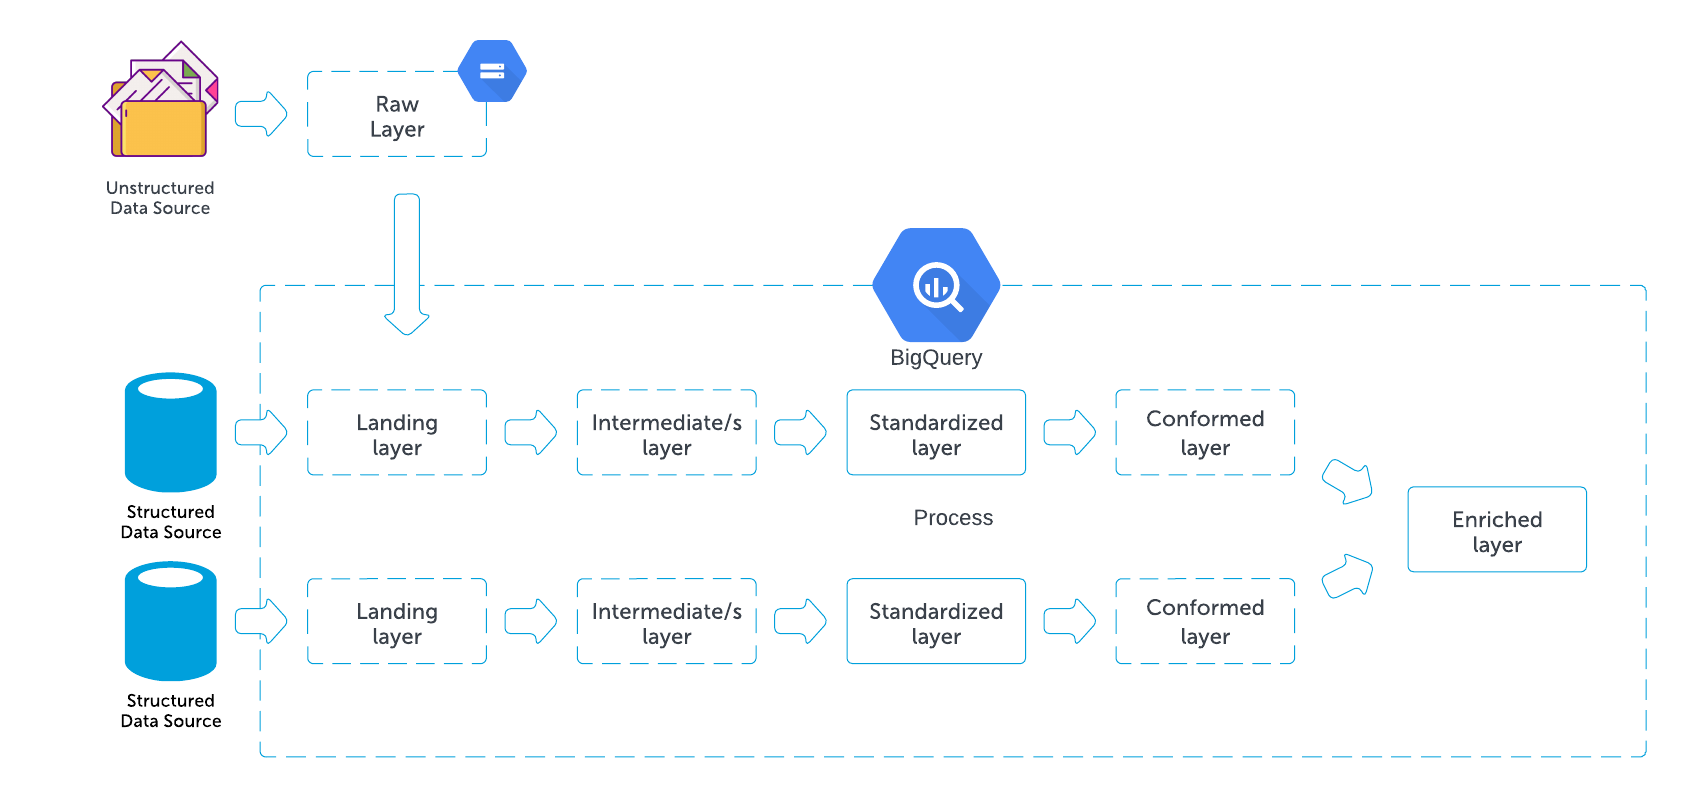 Raw
Layer
Unstructured
Data Source
BigQuery
Landing
layer
Intermediate/s
layer
Standardized
layer
Conformed
layer
Structured
Data Source
Process
Enriched
layer
Landing
layer
Intermediate/s
layer
Standardized
layer
Conformed
layer
Structured
Data Source